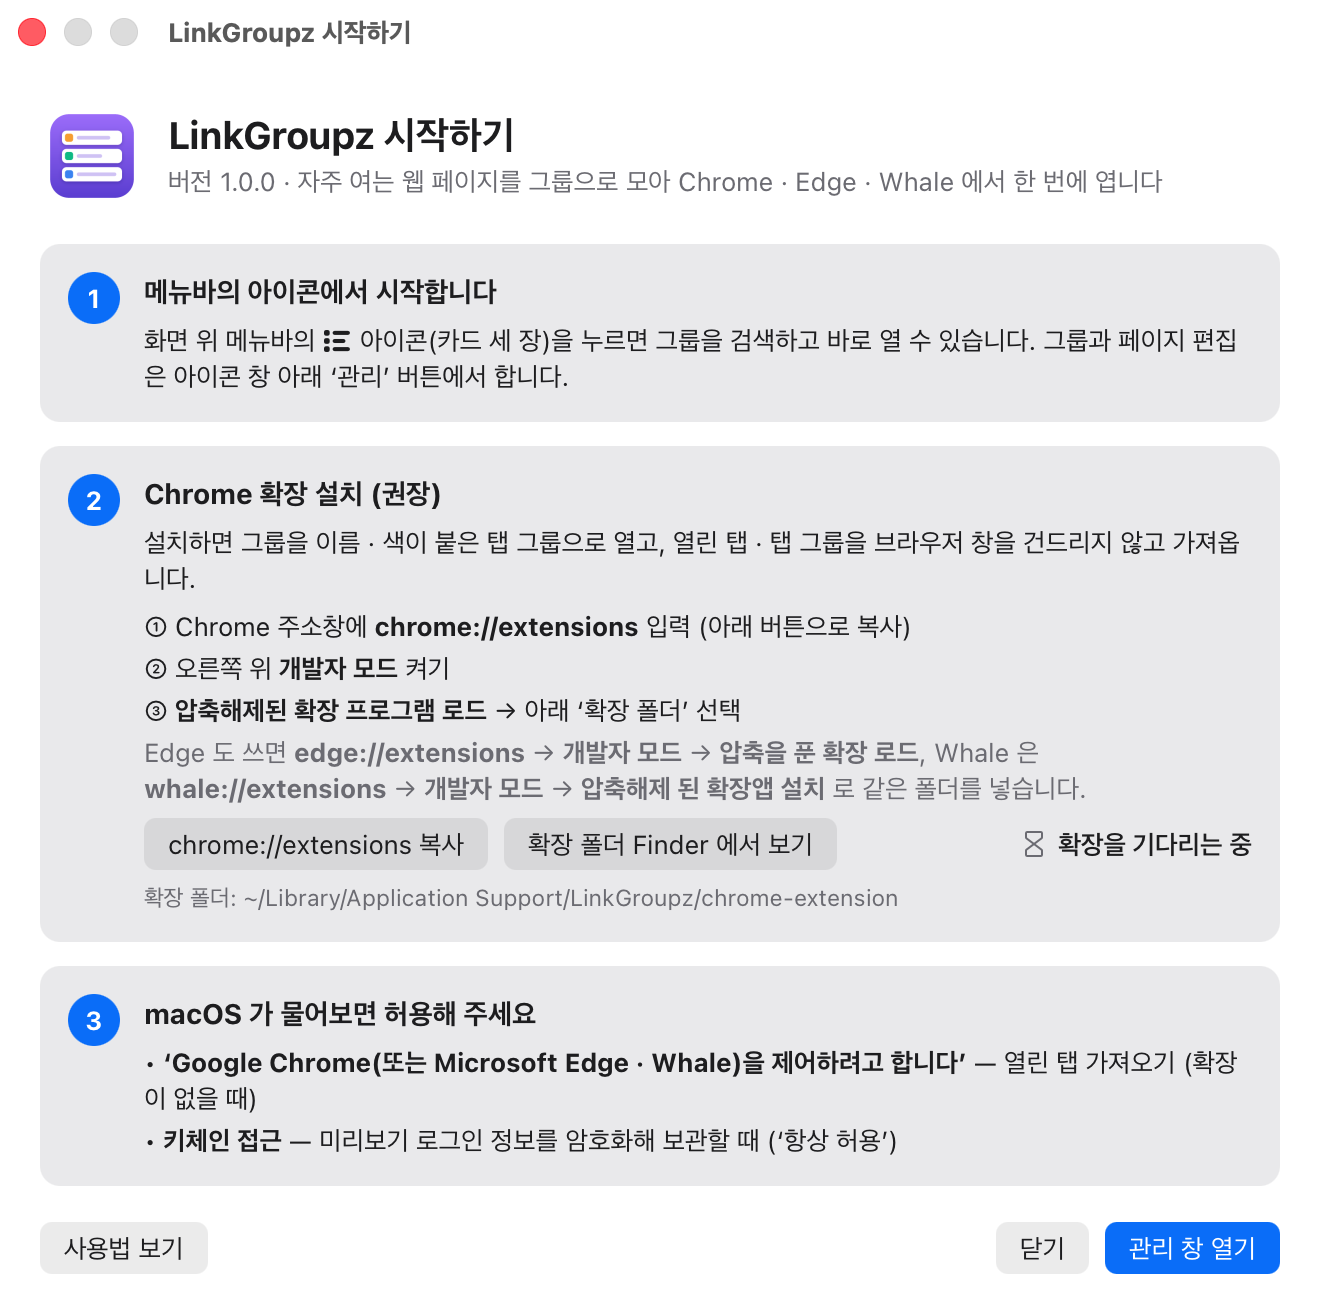 LinkGroupz 시작하기
LinkGroupz 시작하기
버전 1.0.0 · 자주 여는 웹 페이지를 그룹으로 모아 Chrome · Edge · Whale 에서 한 번에 엽니다
1
메뉴바의 아이콘에서 시작합니다
화면 위 메뉴바의 아이콘(카드 세 장)을 누르면 그룹을 검색하고 바로 열 수 있습니다. 그룹과 페이지 편집
은 아이콘 창 아래 ‘관리’ 버튼에서 합니다.
2
Chrome 확장 설치 (권장)
설치하면 그룹을 이름 · 색이 붙은 탭 그룹으로 열고, 열린 탭 · 탭 그룹을 브라우저 창을 건드리지 않고 가져옵
니다.
① Chrome 주소창에 chrome://extensions 입력 (아래 버튼으로 복사)
② 오른쪽 위 개발자 모드 켜기
③ 압축해제된 확장 프로그램 로드 → 아래 ‘확장 폴더’ 선택
Edge 도 쓰면 edge://extensions → 개발자 모드 → 압축을 푼 확장 로드, Whale 은
whale://extensions → 개발자 모드 → 압축해제 된 확장앱 설치 로 같은 폴더를 넣습니다.
chrome://extensions 복사
확장 폴더 Finder 에서 보기
확장을 기다리는 중
확장 폴더: ~/Library/Application Support/LinkGroupz/chrome-extension
3
macOS 가 물어보면 허용해 주세요
• ‘Google Chrome(또는 Microsoft Edge · Whale)을 제어하려고 합니다’ — 열린 탭 가져오기 (확장
이 없을 때)
• 키체인 접근 — 미리보기 로그인 정보를 암호화해 보관할 때 (‘항상 허용’)
사용법 보기
닫기
관리 창 열기